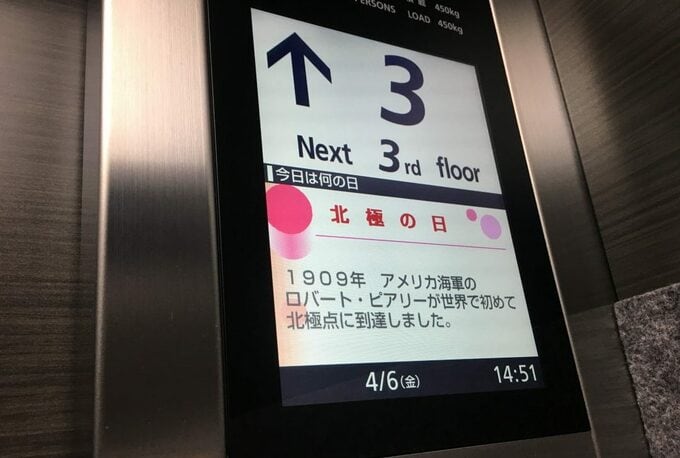 450kg
PERSONS LOAD 450kg
↑ 3
Next 3rd floor
今日は何の日
北極の日
1909年 アメリカ海軍の
ロバート・ピアリーが世界で初めて
北極点に到達しました。
4/6(金) 14:51